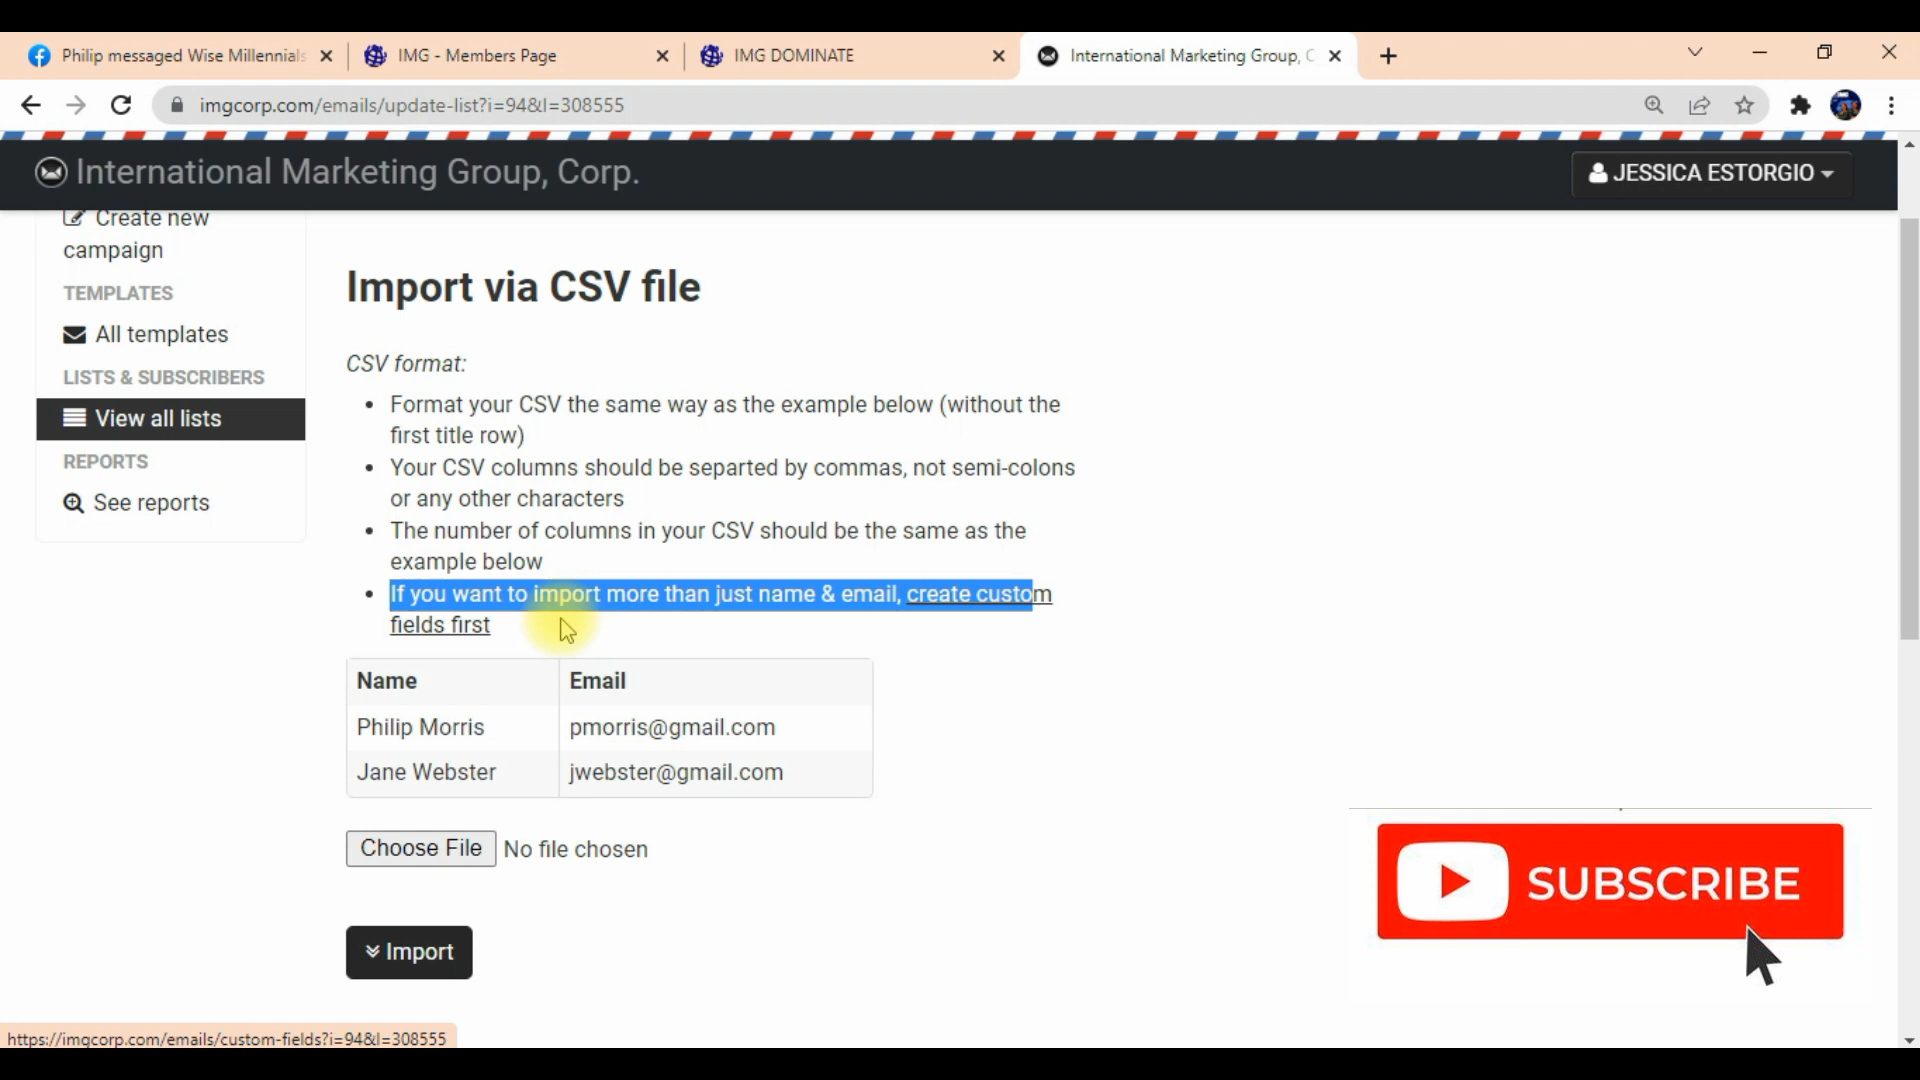 Philip messaged Wise Millennials
IMG - Members Page
IMG DOMINATE
International Marketing Group, C
imgcorp.com/emails/update-list?i=94&l=308555
International Marketing Group, Corp.
JESSICA ESTORGIO
Create new
campaign
TEMPLATES
All templates
LISTS & SUBSCRIBERS
View all lists
REPORTS
See reports
Import via CSV file
CSV format:
• Format your CSV the same way as the example below (without the
first title row)
• Your CSV columns should be separted by commas, not semi-colons
or any other characters
• The number of columns in your CSV should be the same as the
example below
• If you want to import more than just name & email, create custom
fields first
Name Email
Philip Morris pmorris@gmail.com
Jane Webster jwebster@gmail.com
Choose File No file chosen
Import
SUBSCRIBE
https://imgcorp.com/emails/custom-fields?i=94&l=308555